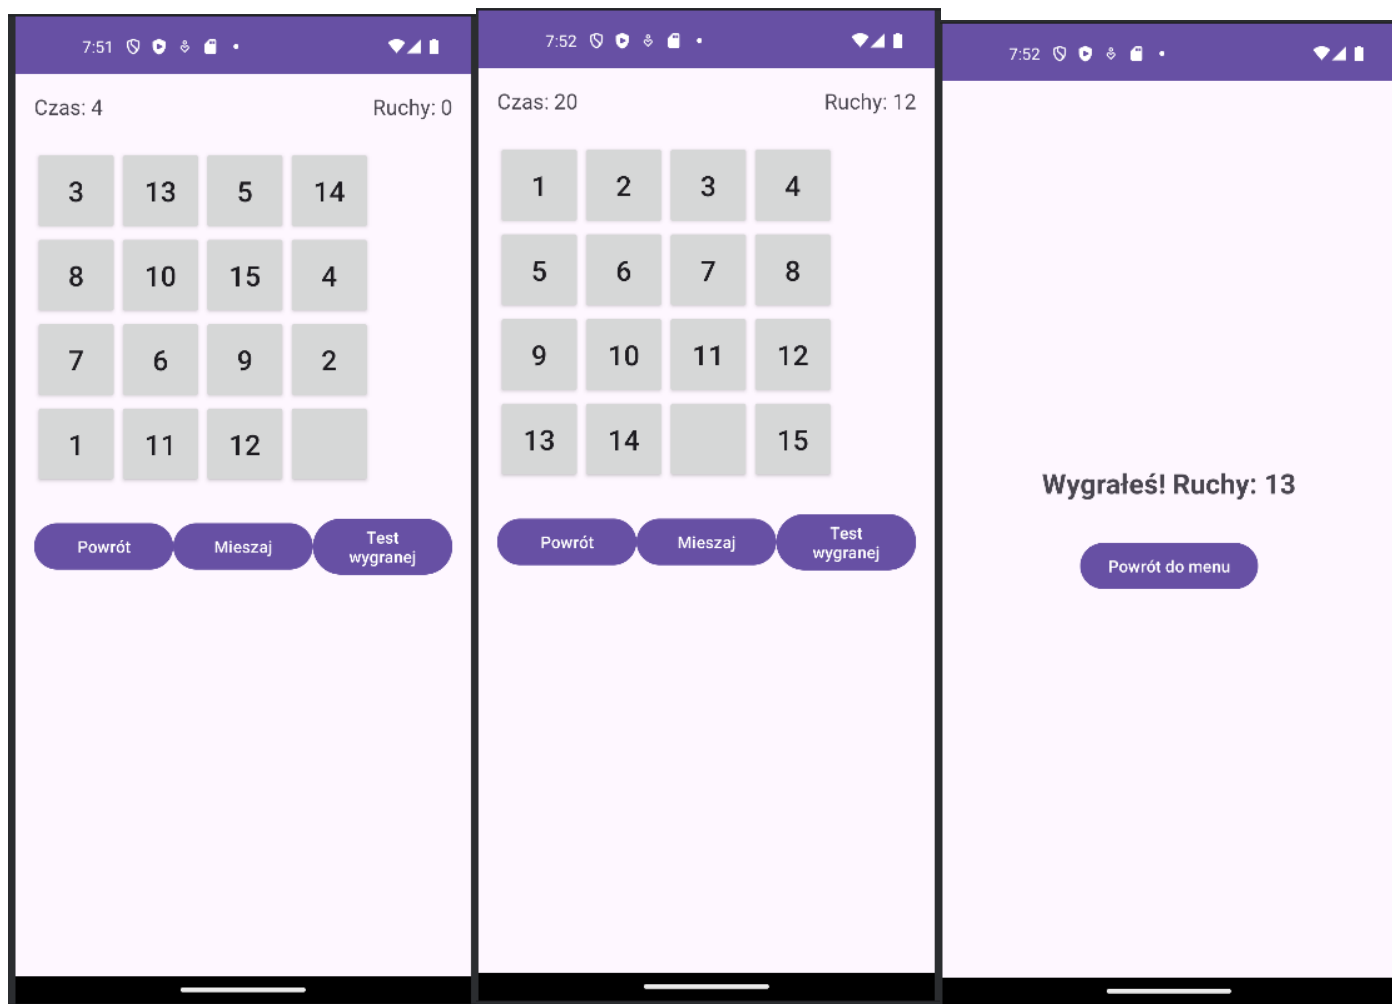 7:51
Czas: 4 Ruchy: 0
3 13 5 14
8 10 15 4
7 6 9 2
1 11 12
Powrót Mieszaj Test wygranej
7:52
Czas: 20 Ruchy: 12
1 2 3 4
5 6 7 8
9 10 11 12
13 14 15
Powrót Mieszaj Test wygranej
7:52
Wygrałeś! Ruchy: 13
Powrót do menu